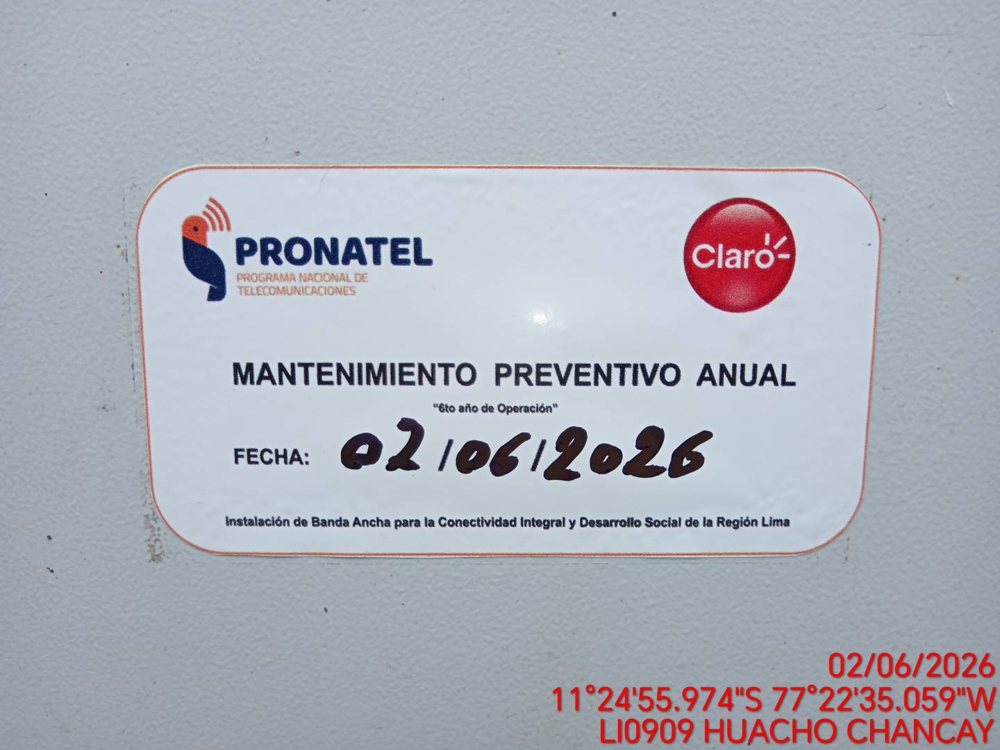 PRONATEL
PROGRAMA NACIONAL DE
TELECOMUNICACIONES
Claro
MANTENIMIENTO PREVENTIVO ANUAL
"6to año de Operación"
FECHA: 02/06/2026
Instalación de Banda Ancha para la Conectividad Integral y Desarrollo Social de la Región Lima
02/06/2026
11°24'55.974"S 77°22'35.059"W
LI0909 HUACHO CHANCAY